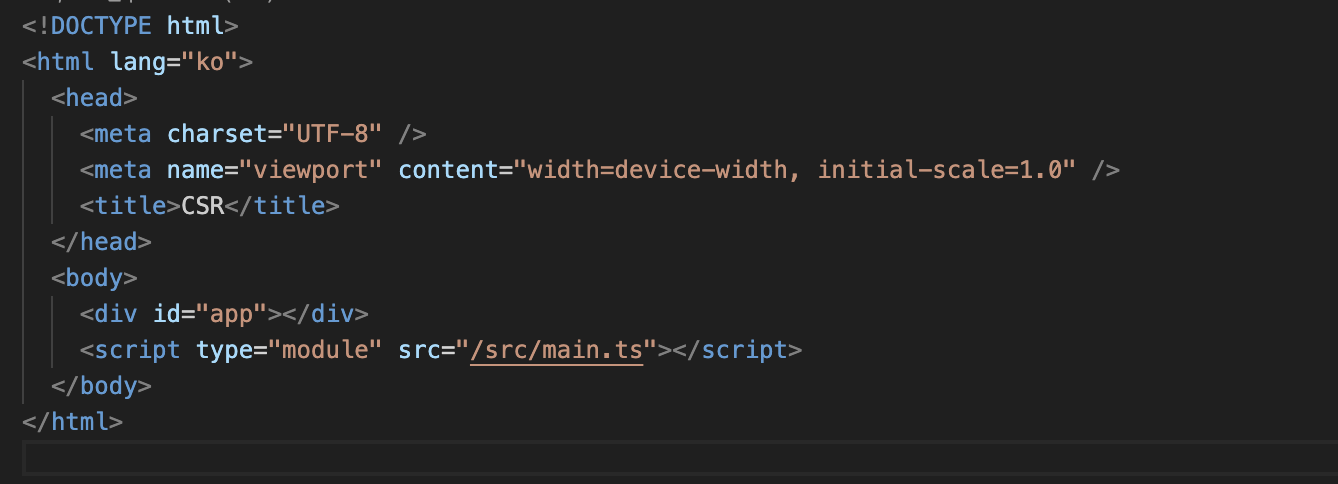 <!DOCTYPE html>
<html lang="ko">
  <head>
    <meta charset="UTF-8" />
    <meta name="viewport" content="width=device-width, initial-scale=1.0" />
    <title>CSR</title>
  </head>
  <body>
    <div id="app"></div>
    <script type="module" src="/src/main.ts"></script>
  </body>
</html>